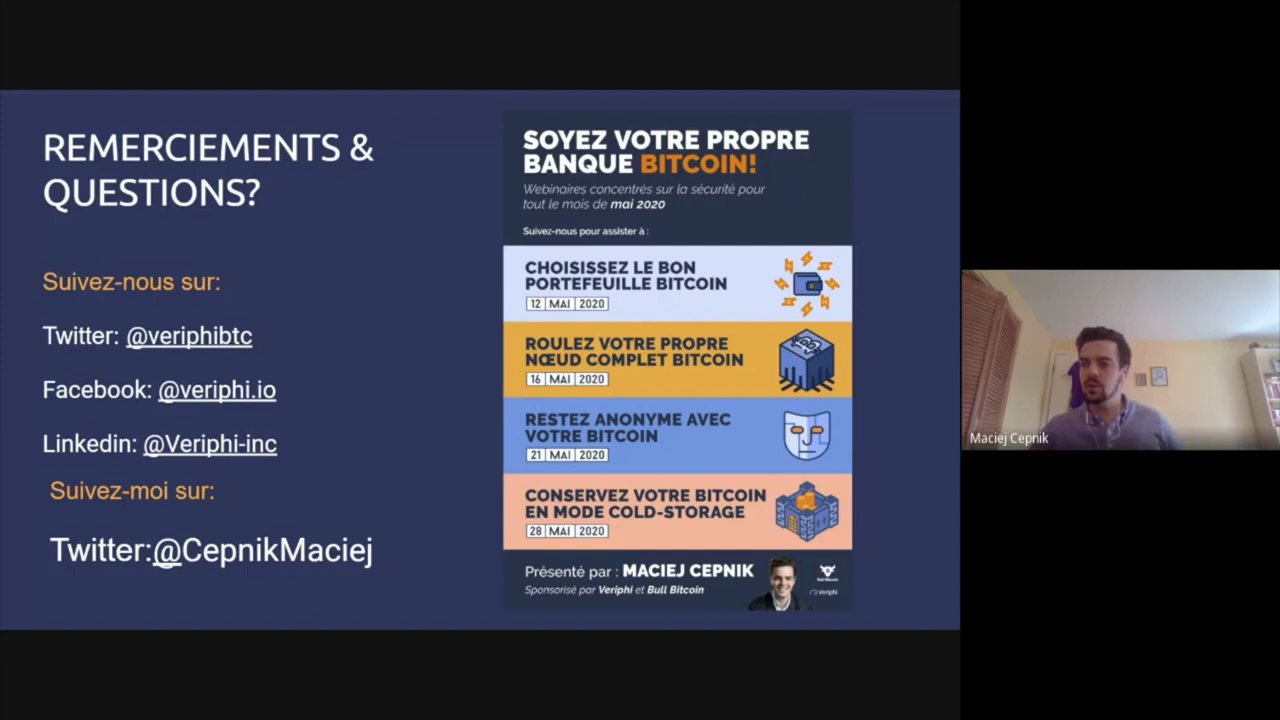 REMERCIEMENTS &
QUESTIONS?
Suivez-nous sur:
Twitter: @veriphibtc
Facebook: @veriphi.io
Linkedin: @Veriphi-inc
Suivez-moi sur:
Twitter:@CepnikMaciej
SOYEZ VOTRE PROPRE
BANQUE BITCOIN!
Webinaires concentrés sur la sécurité pour
tout le mois de mai 2020
Suivez-nous pour assister à :
CHOISISSEZ LE BON
PORTEFEUILLE BITCOIN
12 MAI 2020
ROULEZ VOTRE PROPRE
NŒUD COMPLET BITCOIN
16 MAI 2020
RESTEZ ANONYME AVEC
VOTRE BITCOIN
21 MAI 2020
CONSERVEZ VOTRE BITCOIN
EN MODE COLD-STORAGE
28 MAI 2020
Présenté par : MACIEJ CEPNIK
Sponsorisé par Veriphi et Bull Bitcoin
Bull Bitcoin
Veriphi
Maciej Cepnik